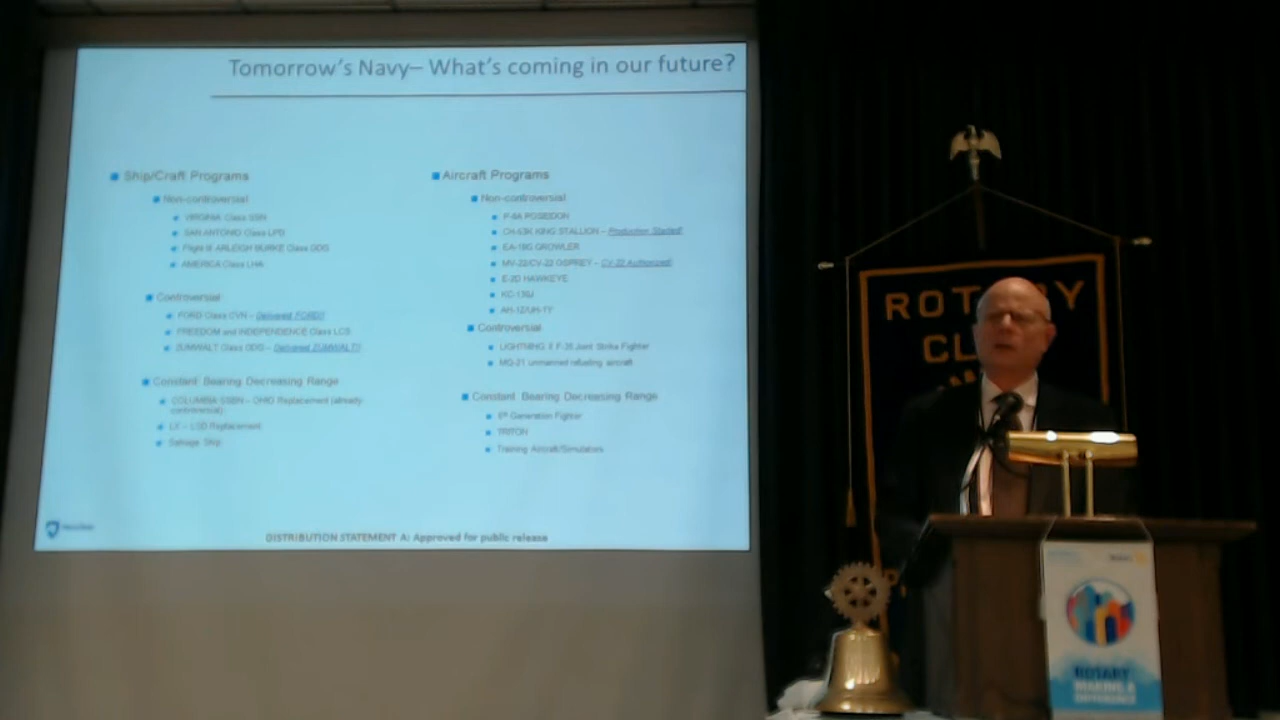 Tomorrow's Navy– What's coming in our future?
Ship/Craft Programs
Non-controversial
VIRGINIA Class SSN
SAN ANTONIO Class LPD
Flight III ARLEIGH BURKE Class DDG
AMERICA Class LHA
Controversial
FORD Class CVN – Delivered FORD!!
FREEDOM and INDEPENDENCE Class LCS
ZUMWALT Class DDG – Delivered ZUMWALT!
Constant Bearing Decreasing Range
COLUMBIA SSBN – OHIO Replacement (already
controversial)
LX – LSD Replacement
Salvage Ship
Aircraft Programs
Non-controversial
P-8A POSEIDON
CH-53K KING STALLION – Production Started!
EA-18G GROWLER
MV-22/CV-22 OSPREY – CV-22 Authorized!
E-2D HAWKEYE
KC-130J
AH-1Z/UH-1Y
Controversial
LIGHTNING II F-35 Joint Strike Fighter
unmanned refueling aircraft
Constant Bearing Decreasing Range
6th Generation Fighter
TRITON
Training Aircraft/Simulators
DISTRIBUTION STATEMENT A: Approved for public release
ROTARY
CL
ROTARY
MAKING A
DIFFERENCE